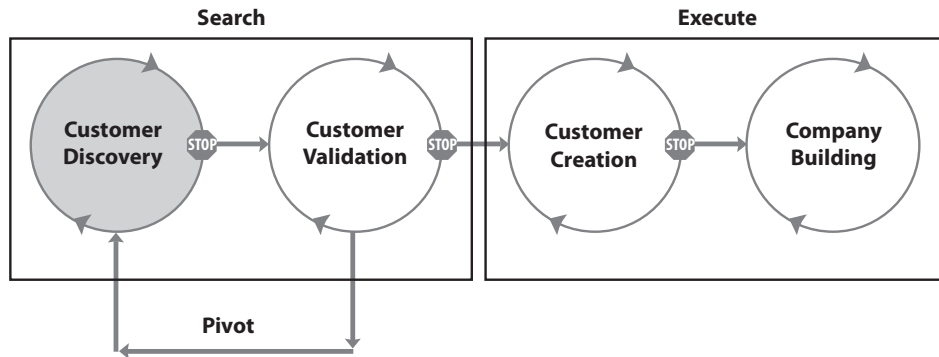 Search
Execute
Customer
Discovery
STOP
Customer
Validation
STOP
Customer
Creation
STOP
Company
Building
Pivot